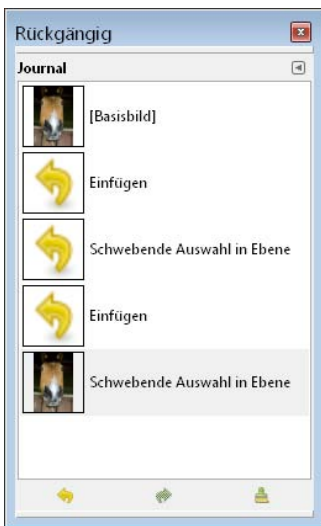 Rückgängig
Journal
[Basisbild]
Einfügen
Schwebende Auswahl in Ebene
Einfügen
Schwebende Auswahl in Ebene